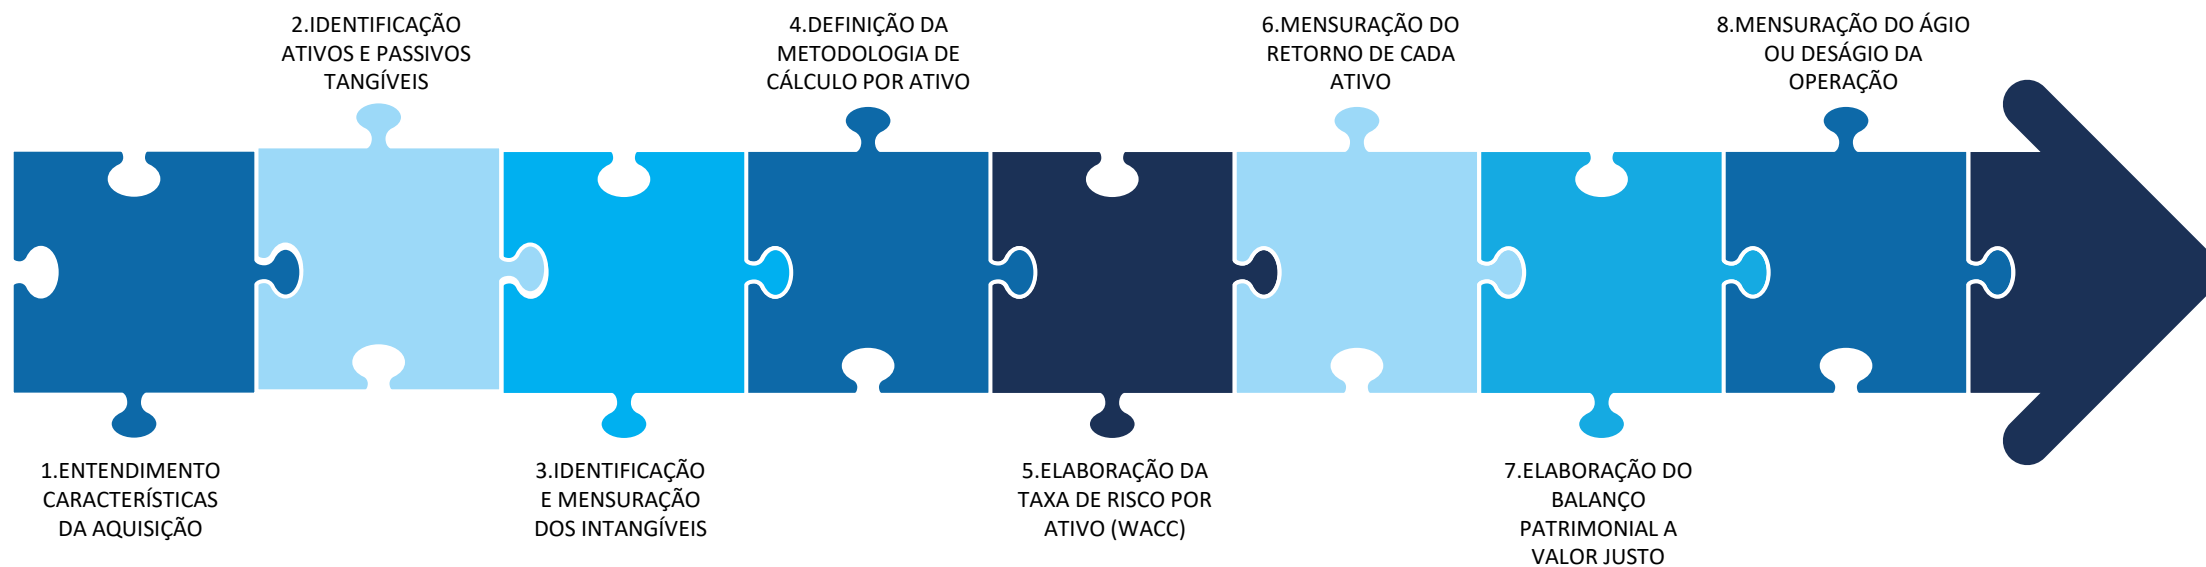 1.ENTENDIMENTO
CARACTERÍSTICAS
DA AQUISIÇÃO
2.IDENTIFICAÇÃO
ATIVOS E PASSIVOS
TANGÍVEIS
3.IDENTIFICAÇÃO
E MENSURAÇÃO
DOS INTANGÍVEIS
4.DEFINIÇÃO DA
METODOLOGIA DE
CÁLCULO POR ATIVO
5.ELABORAÇÃO DA
TAXA DE RISCO POR
ATIVO (WACC)
6.MENSURAÇÃO DO
RETORNO DE CADA
ATIVO
7.ELABORAÇÃO DO
BALANÇO
PATRIMONIAL A
VALOR JUSTO
8.MENSURAÇÃO DO ÁGIO
OU DESÁGIO DA
OPERAÇÃO